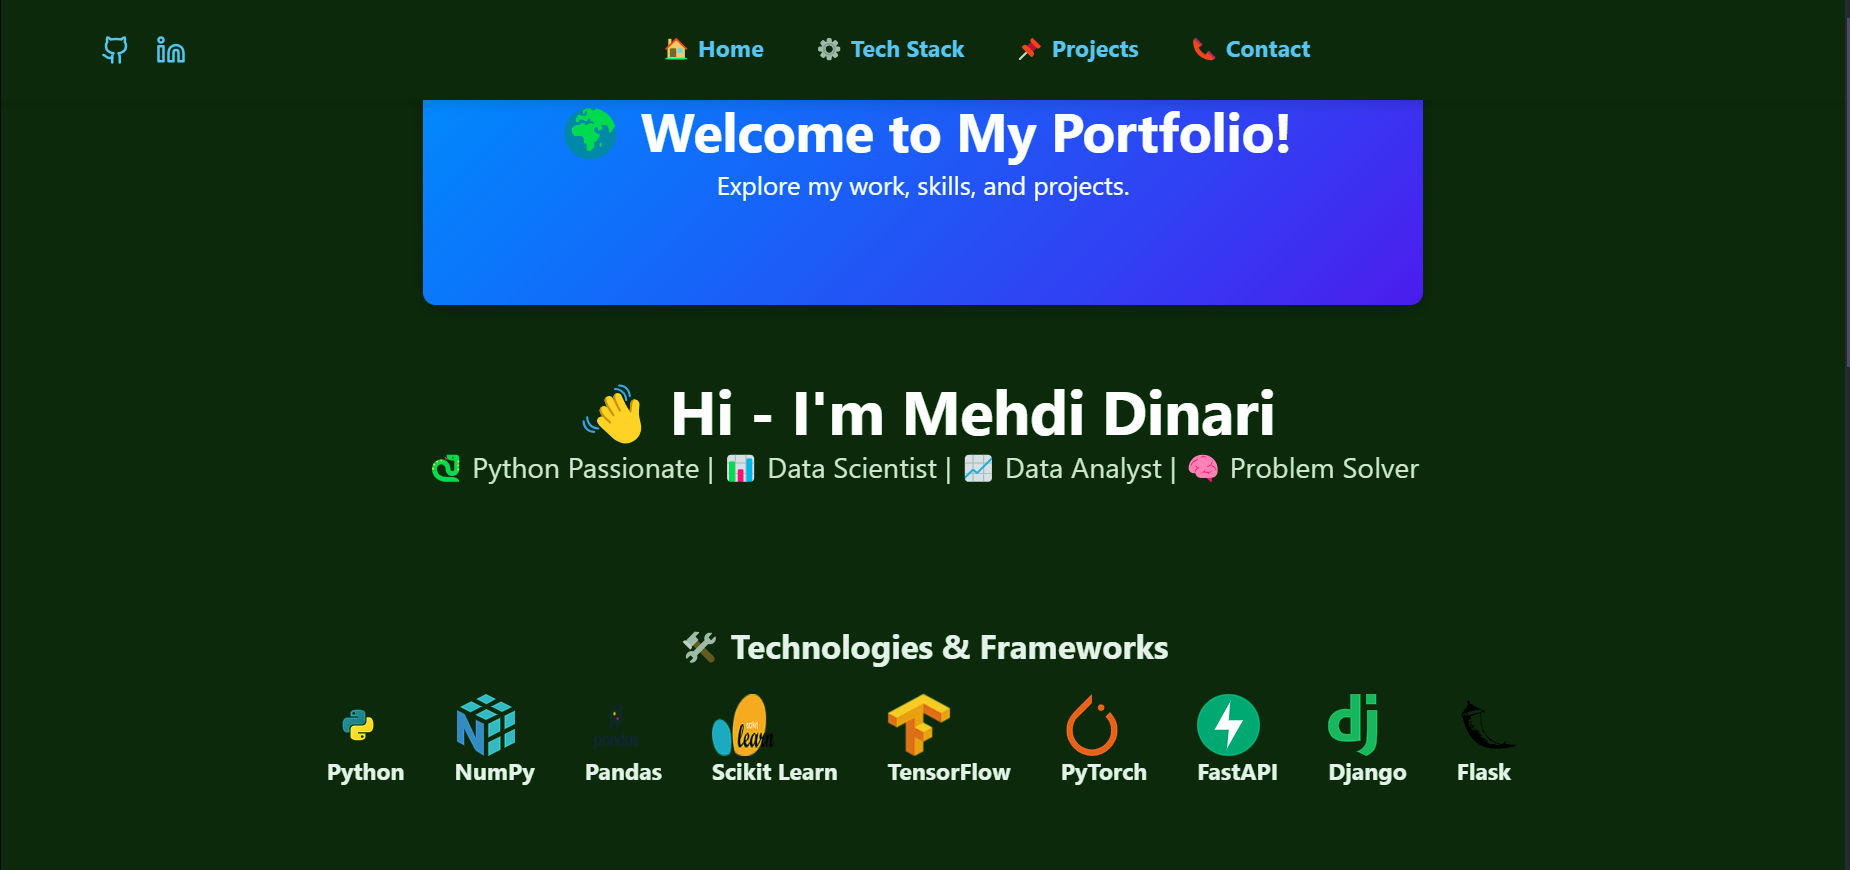 Home Tech Stack Projects Contact
Welcome to My Portfolio!
Explore my work, skills, and projects.
Hi - I'm Mehdi Dinari
Python Passionate | Data Scientist | Data Analyst | Problem Solver
Technologies & Frameworks
learn
dj
Python NumPy Pandas Scikit Learn TensorFlow PyTorch FastAPI Django Flask